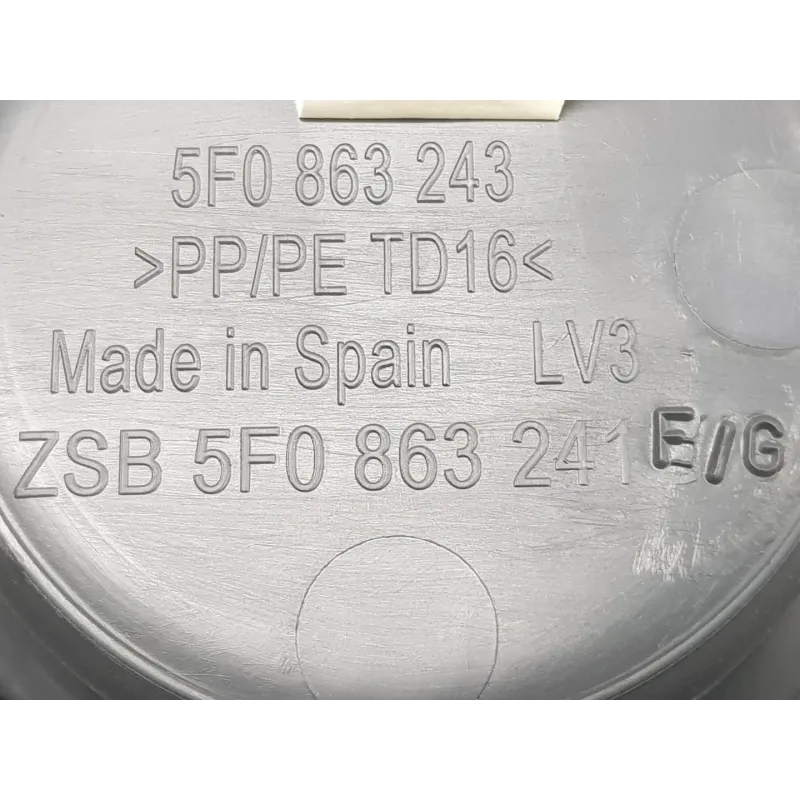 5F0 863 243
>PP/PE TD16<
Made in Spain LV3
ZSB 5F0 863 241 E/G